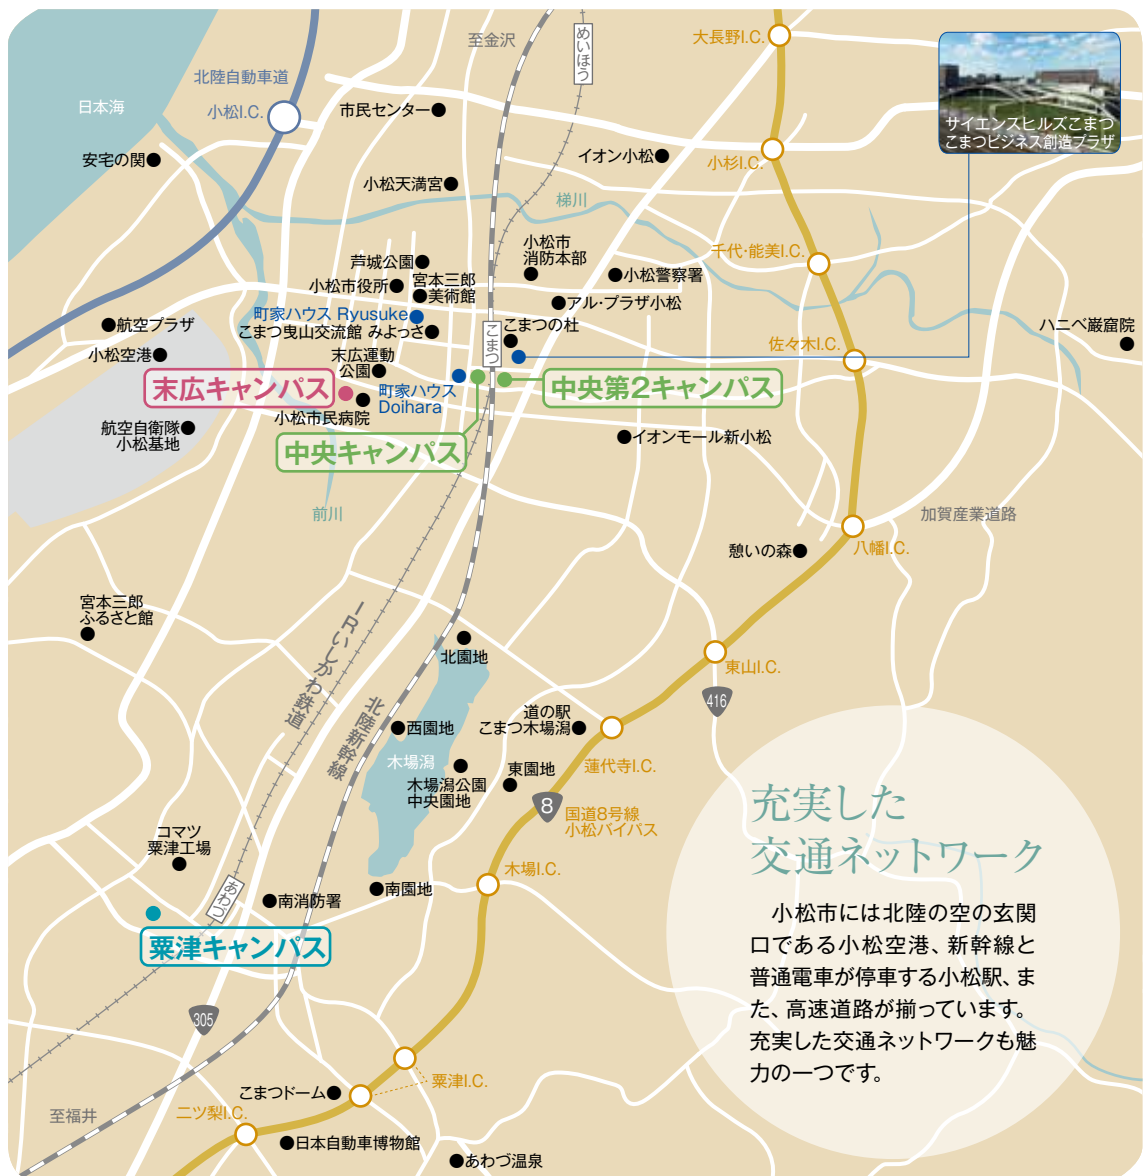 大長野I.C.
至金沢
めいほう
北陸自動車道
日本海
小松I.C.
市民センター
サイエンスヒルズこまつ
こまつビジネス創造プラザ
安宅の関
イオン小松
小杉I.C.
小松天満宮
梯川
千代・能美I.C.
小松市
消防本部
芦城公園
小松市役所
宮本三郎
美術館
小松警察署
アル・プラザ小松
町家ハウス Ryusuke
こまつ曳山交流館 みよっさ
こまつの杜
こまつ
航空プラザ
小松空港
ハニベ巌窟院
佐々木I.C.
末広運動
公園
末広キャンパス
町家ハウス
Doihara
中央第2キャンパス
小松市民病院
航空自衛隊
小松基地
中央キャンパス
イオンモール新小松
前川
加賀産業道路
八幡I.C.
憩いの森
宮本三郎
ふるさと館
IRいしかわ鉄道
北陸新幹線
北園地
東山I.C.
416
西園地
道の駅
こまつ木場潟
木場潟
蓮代寺I.C.
木場潟公園
中央園地
東園地
8
国道8号線
小松バイパス
コマツ
粟津工場
木場I.C.
あわづ
南消防署
南園地
粟津キャンパス
305
充実した
交通ネットワーク
小松市には北陸の空の玄関
口である小松空港、新幹線と
普通電車が停車する小松駅、ま
た、高速道路が揃っています。
充実した交通ネットワークも魅
力の一つです。
粟津I.C.
こまつドーム
至福井
二ツ梨I.C.
日本自動車博物館
あわづ温泉